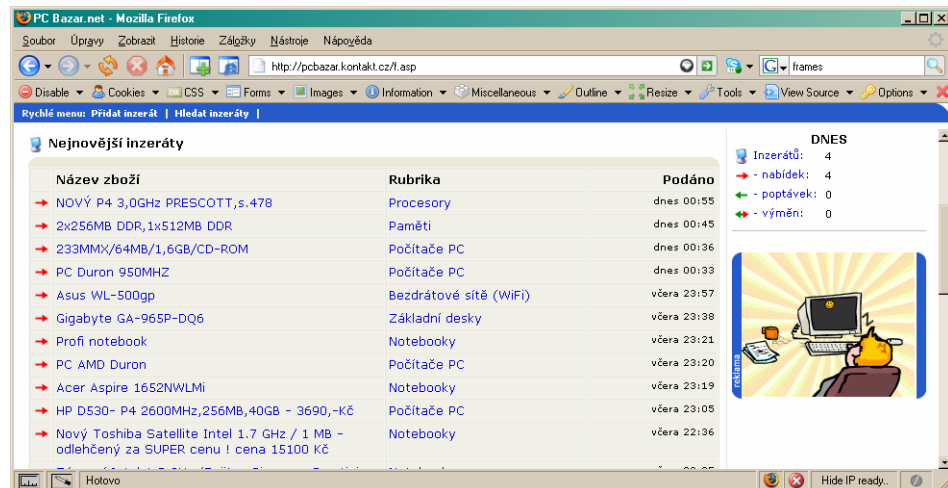 PC Bazar.net - Mozilla Firefox
Soubor Úpravy Zobrazit Historie Záložky Nástroje Nápověda
http://pcbazar.kontakt.cz/f.asp frames
Disable Cookies CSS Forms Images Information Miscellaneous Outline Resize Tools View Source Options
Rychlé menu: Přidat inzerát | Hledat inzeráty |
Nejnovější inzeráty
Název zboží Rubrika Podáno
NOVÝ P4 3,0GHz PRESCOTT,s.478 Procesory dnes 00:55
2x256MB DDR,1x512MB DDR Paměti dnes 00:45
233MMX/64MB/1,6GB/CD-ROM Počítače PC dnes 00:36
PC Duron 950MHZ Počítače PC dnes 00:33
Asus WL-500gp Bezdrátové sítě (WiFi) včera 23:57
Gigabyte GA-965P-DQ6 Základní desky včera 23:38
Profi notebook Notebooky včera 23:21
PC AMD Duron Počítače PC včera 23:20
Acer Aspire 1652NWLMi Notebooky včera 23:19
HP D530- P4 2600MHz,256MB,40GB - 3690,-Kč Počítače PC včera 23:05
Nový Toshiba Satellite Intel 1.7 GHz / 1 MB - Notebooky včera 22:36
odlehčený za SUPER cenu ! cena 15100 Kč
DNES
Inzerátů: 4
- nabídek: 4
- poptávek: 0
- výměn: 0
reklama
Hotovo Hide IP ready..